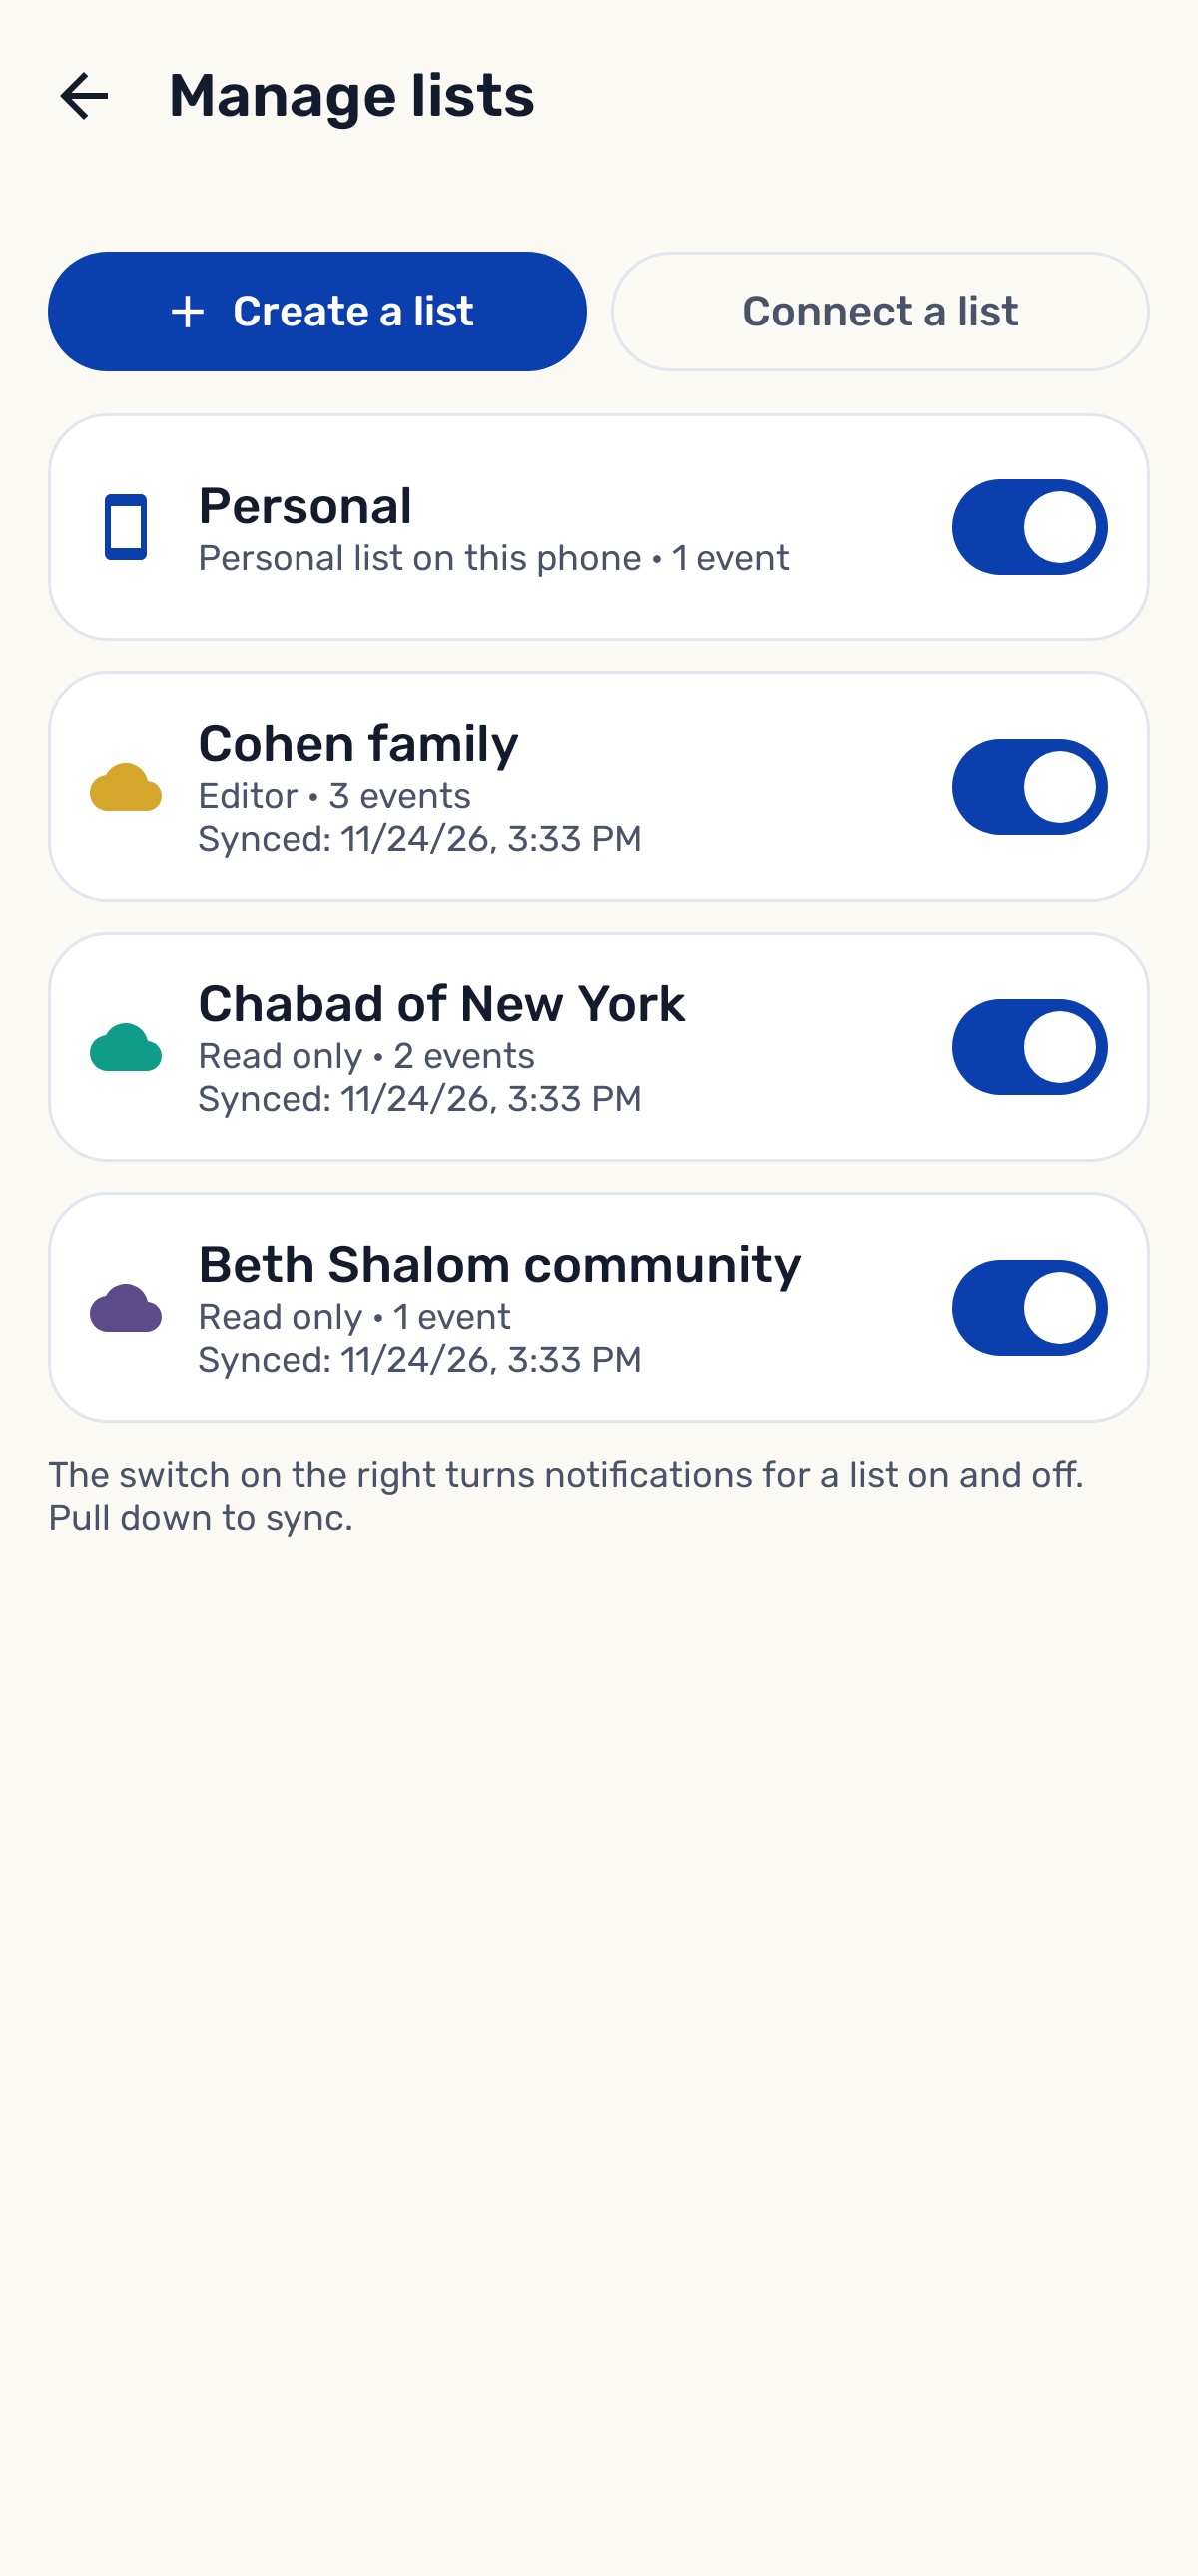 Manage lists
+ Create a list
Connect a list
Personal
Personal list on this phone • 1 event
Cohen family
Editor • 3 events
Synced: 11/24/26, 3:33 PM
Chabad of New York
Read only • 2 events
Synced: 11/24/26, 3:33 PM
Beth Shalom community
Read only • 1 event
Synced: 11/24/26, 3:33 PM
The switch on the right turns notifications for a list on and off.
Pull down to sync.